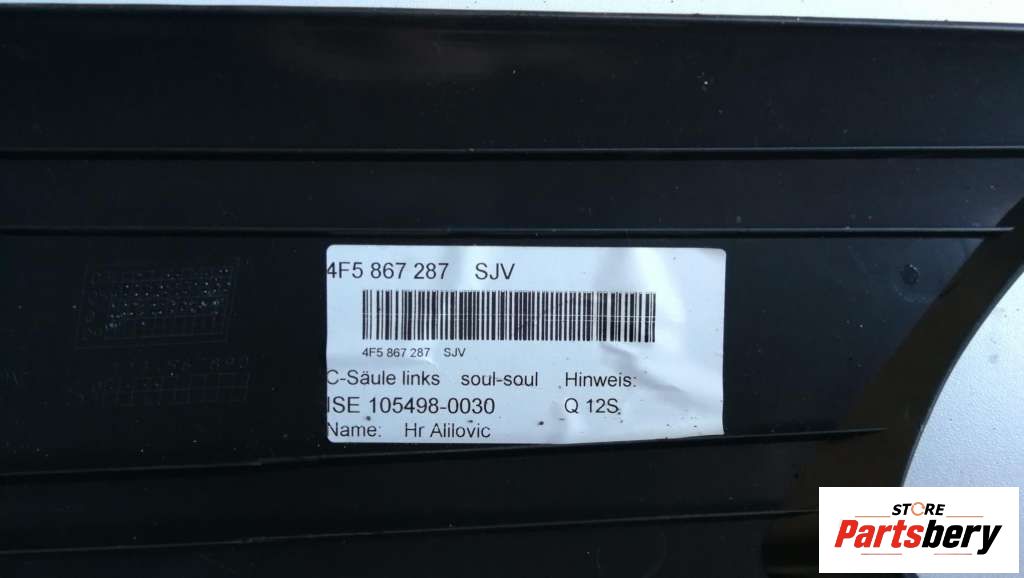 4F5 867 287 SJV
4F5 867 287 SJV
C-Säule links soul-soul Hinweis:
ISE 105498-0030 Q 12S
Name: Hr Alilovic
STORE
Partsbery